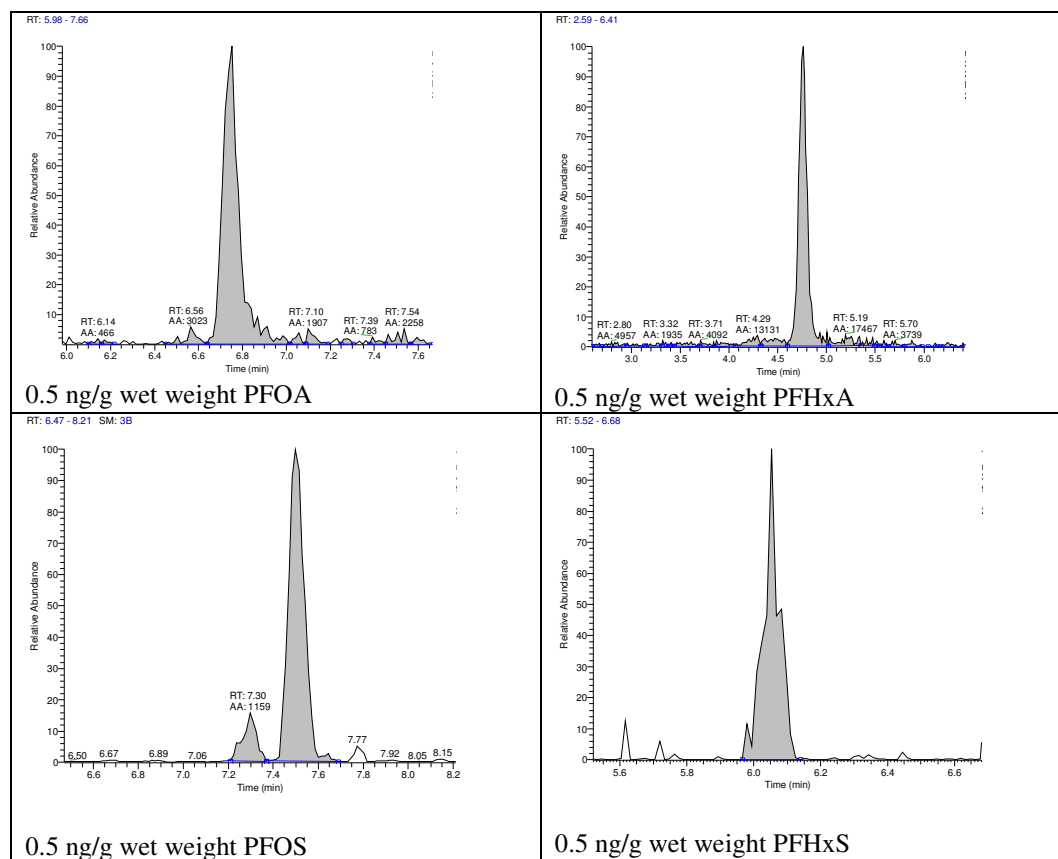 RT: 5.98 - 7.66
100
90
80
70
60
50
40
30
20
10
Relative Abundance
RT: 6.14
AA: 466
RT: 6.56
AA: 3023
RT: 7.10
AA: 1907
RT: 7.39
AA: 783
RT: 7.54
AA: 2258
6.0 6.2 6.4 6.6 6.8 7.0 7.2 7.4 7.6
Time (min)
0.5 ng/g wet weight PFOA
RT: 2.59 - 6.41
100
90
80
70
60
50
40
30
20
10
0
Relative Abundance
RT: 2.80
AA: 4957
RT: 3.32
AA: 1935
RT: 3.71
AA: 4092
RT: 4.29
AA: 13131
RT: 5.19
AA: 17467
RT: 5.70
AA: 3739
3.0 3.5 4.0 4.5 5.0 5.5 6.0
Time (min)
0.5 ng/g wet weight PFHxA
RT: 6.47 - 8.21 SM: 3B
100
90
80
70
60
50
40
30
20
10
0
Relative Abundance
RT: 7.30
AA: 1159
6.50 6.67 6.89 7.06 7.77 7.92 8.05 8.15
6.6 6.8 7.0 7.2 7.4 7.6 7.8 8.0 8.2
Time (min)
0.5 ng/g wet weight PFOS
RT: 5.52 - 6.68
100
90
80
70
60
50
40
30
20
10
0
Relative Abundance
5.6 5.8 6.0 6.2 6.4 6.6
Time (min)
0.5 ng/g wet weight PFHxS